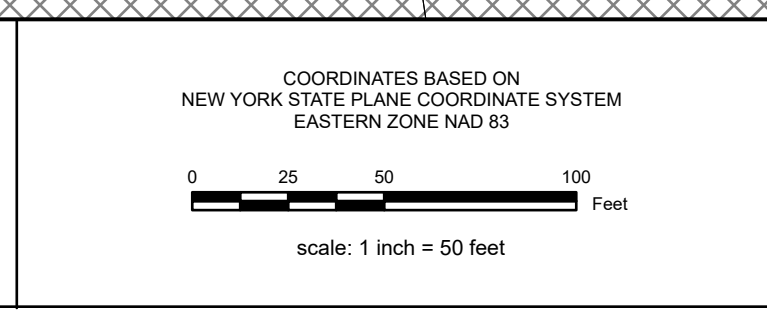 COORDINATES BASED ON
NEW YORK STATE PLANE COORDINATE SYSTEM
EASTERN ZONE NAD 83
0 25 50 100
Feet
scale: 1 inch = 50 feet